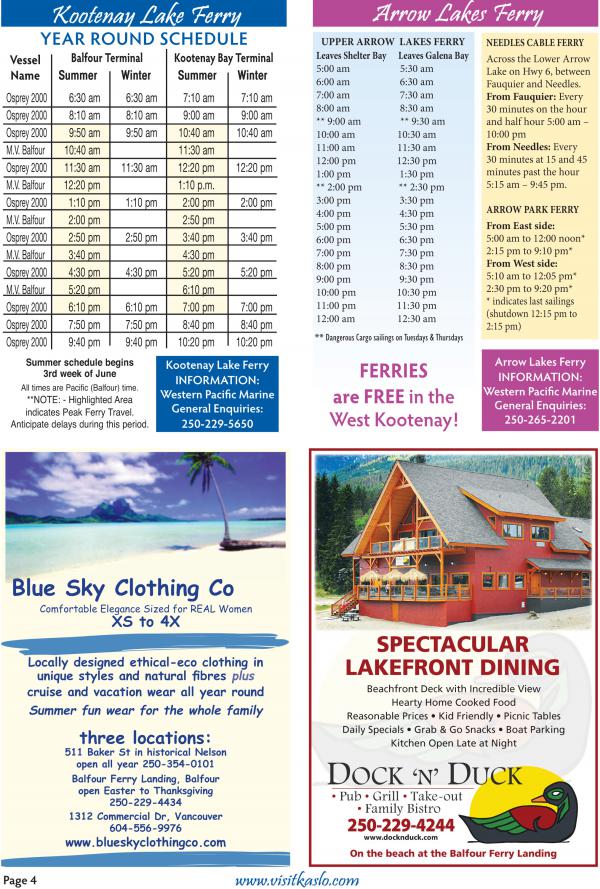 Kootenay Lake Ferry
YEAR ROUND SCHEDULE
Vessel Name Balfour Terminal Kootenay Bay Terminal
Summer Winter Summer Winter
Osprey 2000 6:30 am 6:30 am 7:10 am 7:10 am
Osprey 2000 8:10 am 8:10 am 9:00 am 9:00 am
Osprey 2000 9:50 am 9:50 am 10:40 am 10:40 am
M.V. Balfour 10:40 am 11:30 am
Osprey 2000 11:30 am 11:30 am 12:20 pm 12:20 pm
M.V. Balfour 12:20 pm 1:10 p.m.
Osprey 2000 1:10 pm 1:10 pm 2:00 pm 2:00 pm
M.V. Balfour 2:00 pm 2:50 pm
Osprey 2000 2:50 pm 2:50 pm 3:40 pm 3:40 pm
M.V. Balfour 3:40 pm 4:30 pm
Osprey 2000 4:30 pm 4:30 pm 5:20 pm 5:20 pm
M.V. Balfour 5:20 pm 6:10 pm
Osprey 2000 6:10 pm 6:10 pm 7:00 pm 7:00 pm
Osprey 2000 7:50 pm 7:50 pm 8:40 pm 8:40 pm
Osprey 2000 9:40 pm 9:40 pm 10:20 pm 10:20 pm
Summer schedule begins
3rd week of June
All times are Pacific (Balfour) time.
**NOTE: - Highlighted Area
indicates Peak Ferry Travel.
Anticipate delays during this period.
Kootenay Lake Ferry
INFORMATION:
Western Pacific Marine
General Enquiries:
250-229-5650
Arrow Lakes Ferry
UPPER ARROW LAKES FERRY
Leaves Shelter Bay Leaves Galena Bay
5:00 am 5:30 am
6:00 am 6:30 am
7:00 am 7:30 am
8:00 am 8:30 am
** 9:00 am ** 9:30 am
10:00 am 10:30 am
11:00 am 11:30 am
12:00 pm 12:30 pm
1:00 pm 1:30 pm
** 2:00 pm ** 2:30 pm
3:00 pm 3:30 pm
4:00 pm 4:30 pm
5:00 pm 5:30 pm
6:00 pm 6:30 pm
7:00 pm 7:30 pm
8:00 pm 8:30 pm
9:00 pm 9:30 pm
10:00 pm 10:30 pm
11:00 pm 11:30 pm
12:00 am 12:30 am
** Dangerous Cargo sailings on Tuesdays & Thursdays
FERRIES
are FREE in the
West Kootenay!
NEEDLES CABLE FERRY
Across the Lower Arrow
Lake on Hwy 6, between
Fauquier and Needles.
From Fauquier: Every
30 minutes on the hour
and half hour 5:00 am –
10:00 pm
From Needles: Every
30 minutes at 15 and 45
minutes past the hour
5:15 am – 9:45 pm.
ARROW PARK FERRY
From East side:
5:00 am to 12:00 noon*
2:15 pm to 9:10 pm*
From West side:
5:10 am to 12:05 pm*
2:30 pm to 9:20 pm*
* indicates last sailings
(shutdown 12:15 pm to
2:15 pm)
Arrow Lakes Ferry
INFORMATION:
Western Pacific Marine
General Enquiries:
250-265-2201
Blue Sky Clothing Co
Comfortable Elegance Sized for REAL Women
XS to 4X
Locally designed ethical-eco clothing in
unique styles and natural fibres plus
cruise and vacation wear all year round
Summer fun wear for the whole family
three locations:
511 Baker St in historical Nelson
open all year 250-354-0101
Balfour Ferry Landing, Balfour
open Easter to Thanksgiving
250-229-4434
1312 Commercial Dr, Vancouver
604-556-9976
www.blueskyclothingco.com
SPECTACULAR
LAKEFRONT DINING
Beachfront Deck with Incredible View
Hearty Home Cooked Food
Reasonable Prices • Kid Friendly • Picnic Tables
Daily Specials • Grab & Go Snacks • Boat Parking
Kitchen Open Late at Night
DOCK 'N' DUCK
• Pub • Grill • Take-out
• Family Bistro
250-229-4244
www.docknduck.com
On the beach at the Balfour Ferry Landing
Page 4
www.visitkaslo.com